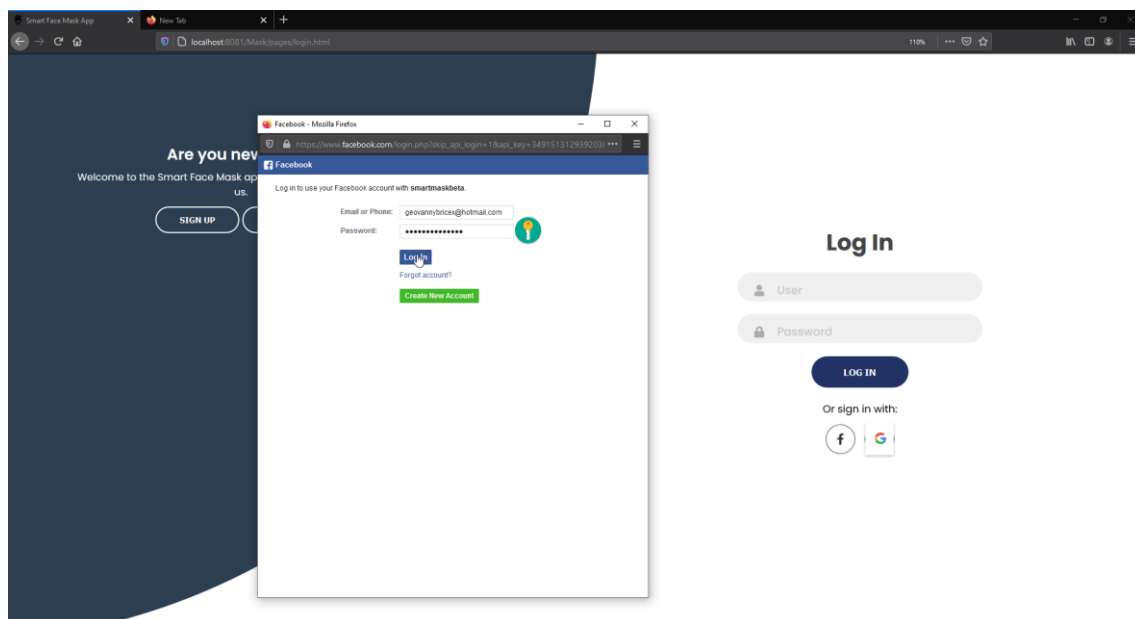 Smart Face Mask App
New Tab
localhost:8081/Mask/pages/login.html
110%
Facebook - Mozilla Firefox
https://www.facebook.com/login.php?skip_api_login=1&api_key=349151312939203
Facebook
Are you new
Welcome to the Smart Face Mask ap
us.
SIGN UP
Log in to use your Facebook account with smartmaskbeta.
Email or Phone:
geovannybricex@hotmail.com
Password:
Log In
Forgot account?
Create New Account
Log In
User
Password
LOG IN
Or sign in with:
f
G